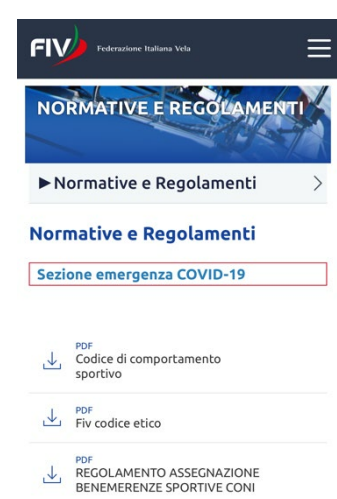 FIV Federazione Italiana Vela
NORMATIVE E REGOLAMENTI
►Normative e Regolamenti
Normative e Regolamenti
Sezione emergenza COVID-19
PDF
Codice di comportamento
sportivo
PDF
Fiv codice etico
PDF
REGOLAMENTO ASSEGNAZIONE
BENEMERENZE SPORTIVE CONI